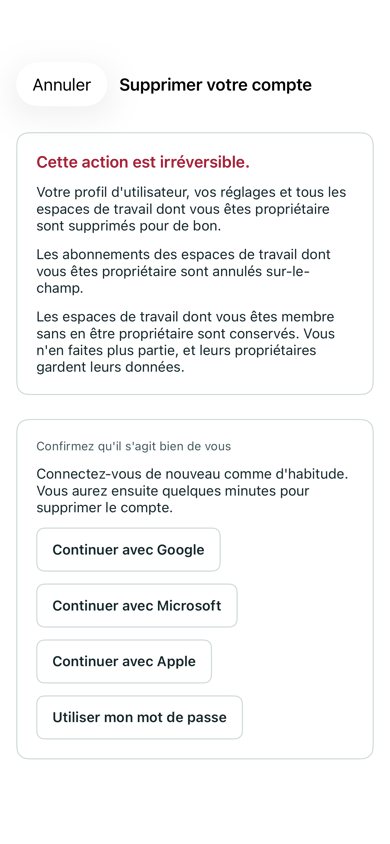 Annuler
Supprimer votre compte
Cette action est irréversible.
Votre profil d'utilisateur, vos réglages et tous les
espaces de travail dont vous êtes propriétaire
sont supprimés pour de bon.
Les abonnements des espaces de travail dont
vous êtes propriétaire sont annulés sur-le-
champ.
Les espaces de travail dont vous êtes membre
sans en être propriétaire sont conservés. Vous
n'en faites plus partie, et leurs propriétaires
gardent leurs données.
Confirmez qu'il s'agit bien de vous
Connectez-vous de nouveau comme d'habitude.
Vous aurez ensuite quelques minutes pour
supprimer le compte.
Continuer avec Google
Continuer avec Microsoft
Continuer avec Apple
Utiliser mon mot de passe